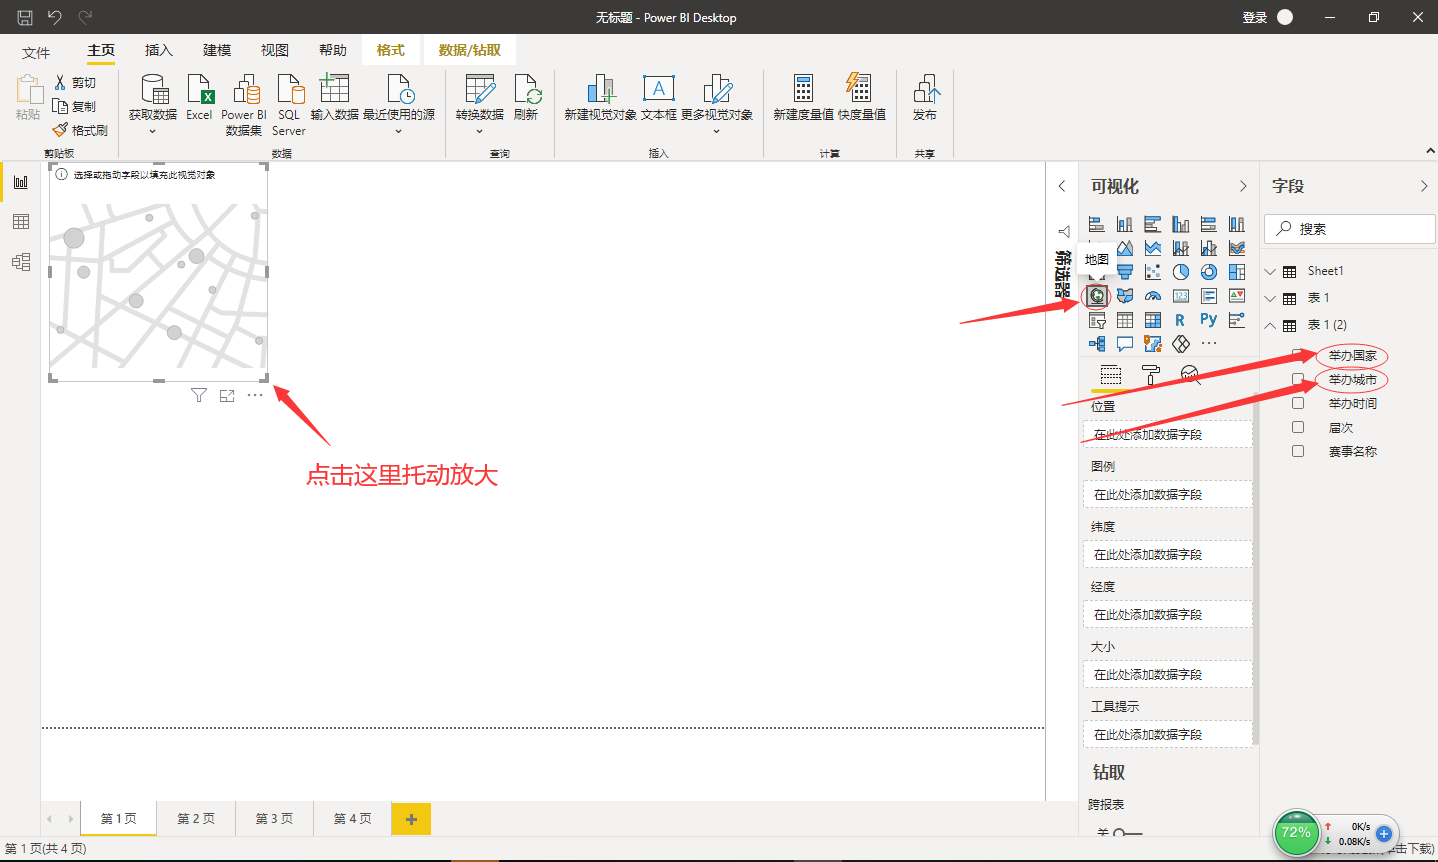 无标题 - Power BI Desktop
登录
文件
主页
插入
建模
视图
帮助
格式
数据/钻取
粘贴
剪切
复制
格式刷
剪贴板
获取数据
Excel
Power BI
数据集
SQL
Server
输入数据
最近使用的源
数据
转换数据
刷新
查询
新建视觉对象
文本框
更多视觉对象
插入
新建度量值
快度量值
计算
发布
共享
选择或拖动字段以填充此视觉对象
点击这里托动放大
筛选器
可视化
地图
123
R
Py
位置
在此处添加数据字段
图例
在此处添加数据字段
纬度
在此处添加数据字段
经度
在此处添加数据字段
大小
在此处添加数据字段
工具提示
在此处添加数据字段
钻取
跨报表
关
字段
搜索
Sheet1
表 1
表 1 (2)
举办国家
举办城市
举办时间
届次
赛事名称
第 1 页
第 2 页
第 3 页
第 4 页
第 1 页(共 4 页)
72%
0K/s
0.08K/s
击下载)